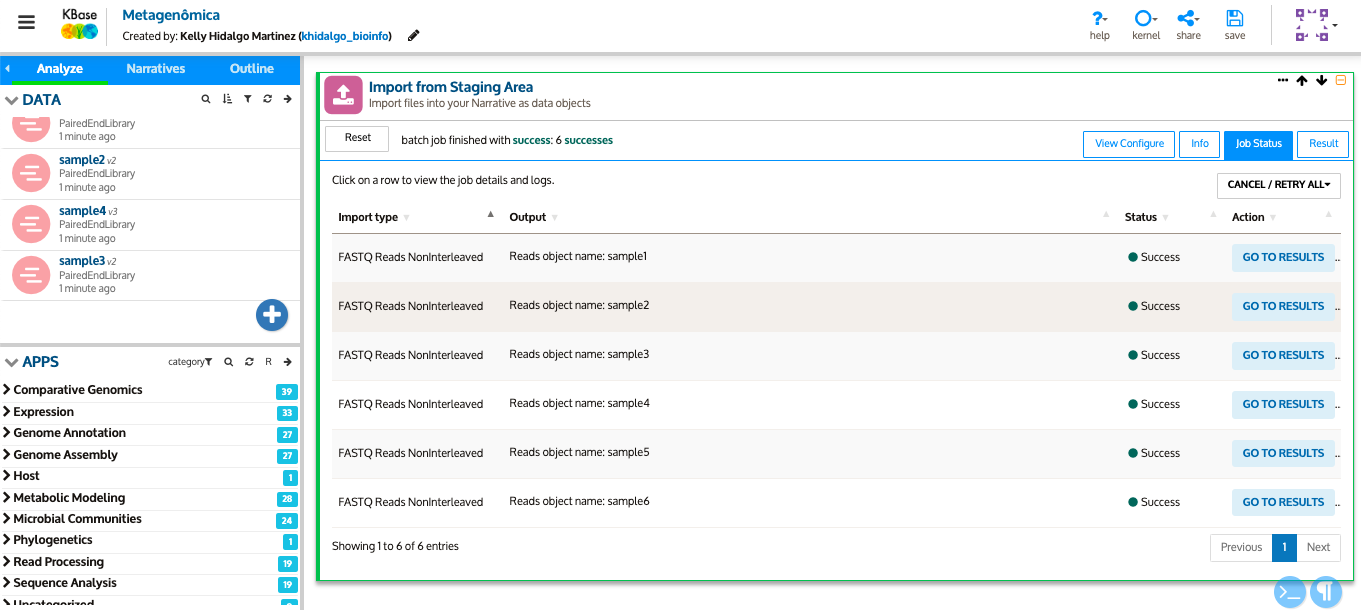 KBase
Metagenômica
Created by: Kelly Hidalgo Martinez (khidalgo_bioinfo)
help
kernel
share
save
Analyze
Narratives
Outline
DATA
PairedEndLibrary
1 minute ago
sample2 v2
PairedEndLibrary
1 minute ago
sample4 v3
PairedEndLibrary
1 minute ago
sample3 v2
PairedEndLibrary
1 minute ago
APPS
category
R
Comparative Genomics 39
Expression 33
Genome Annotation 27
Genome Assembly 27
Host 1
Metabolic Modeling 28
Microbial Communities 24
Phylogenetics 1
Read Processing 19
Sequence Analysis 19
Uncategorized
Import from Staging Area
Import files into your Narrative as data objects
Reset
batch job finished with success: 6 successes
View Configure
Info
Job Status
Result
Click on a row to view the job details and logs.
CANCEL / RETRY ALL
Import type Output Status Action
FASTQ Reads NonInterleaved Reads object name: sample1 Success GO TO RESULTS ..
FASTQ Reads NonInterleaved Reads object name: sample2 Success GO TO RESULTS ..
FASTQ Reads NonInterleaved Reads object name: sample3 Success GO TO RESULTS ..
FASTQ Reads NonInterleaved Reads object name: sample4 Success GO TO RESULTS ..
FASTQ Reads NonInterleaved Reads object name: sample5 Success GO TO RESULTS ..
FASTQ Reads NonInterleaved Reads object name: sample6 Success GO TO RESULTS ..
Showing 1 to 6 of 6 entries
Previous 1 Next